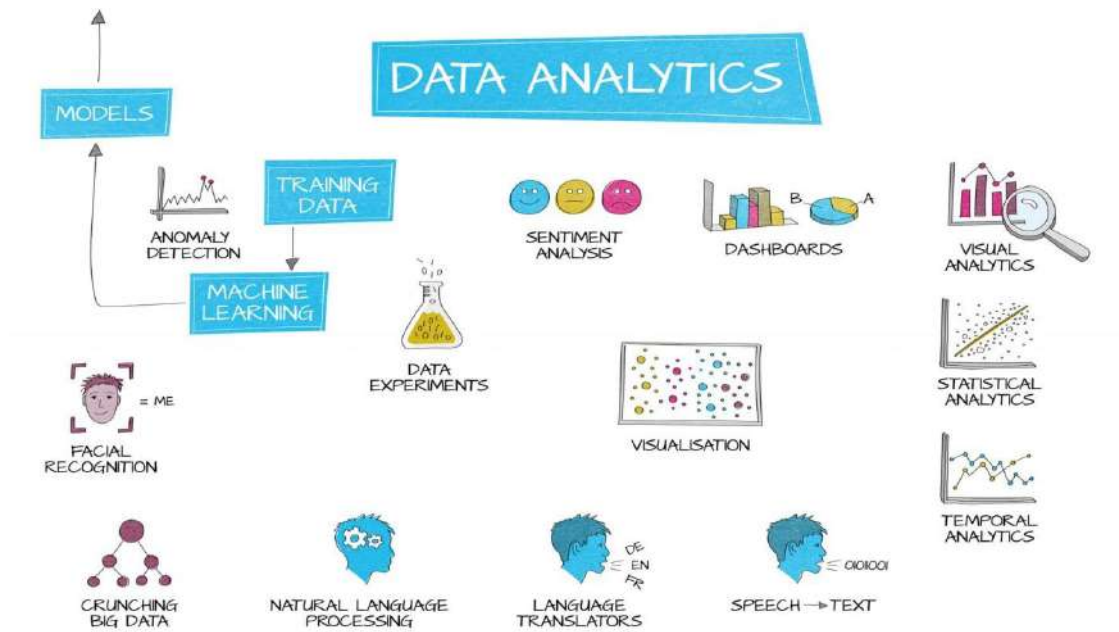 DATA ANALYTICS
MODELS
TRAINING
DATA
ANOMALY
DETECTION
MACHINE
LEARNING
SENTIMENT
ANALYSIS
B
A
DASHBOARDS
VISUAL
ANALYTICS
DATA
EXPERIMENTS
= ME
FACIAL
RECOGNITION
VISUALISATION
STATISTICAL
ANALYTICS
TEMPORAL
ANALYTICS
CRUNCHING
BIG DATA
NATURAL LANGUAGE
PROCESSING
DE
EN
FR
LANGUAGE
TRANSLATORS
0101001
SPEECH → TEXT